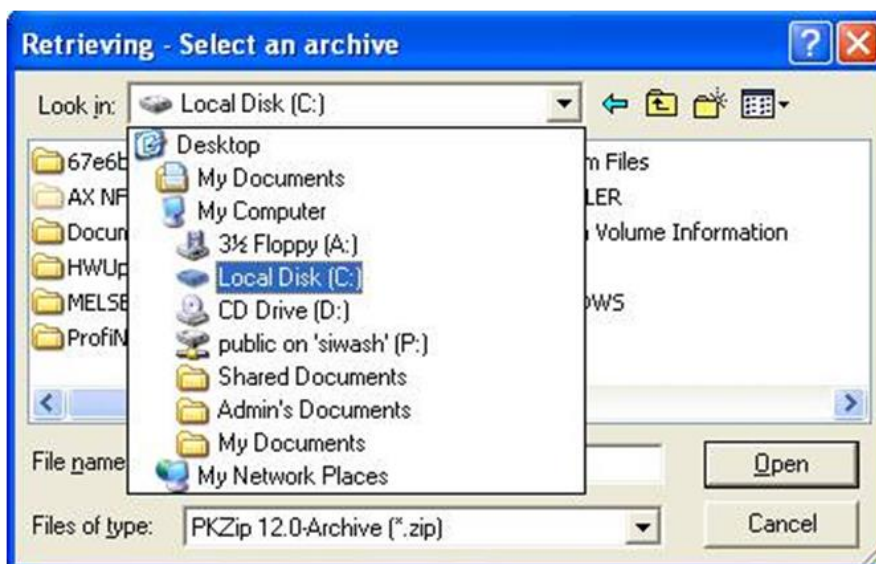 Retrieving - Select an archive
Look in: Local Disk (C:)
Desktop
My Documents
My Computer
3½ Floppy (A:)
Local Disk (C:)
CD Drive (D:)
public on 'siwash' (P:)
Shared Documents
Admin's Documents
My Documents
My Network Places
67e6b
AX NF
Docum
HWUp
MELSE
ProfiN
m Files
LER
Volume Information
OWS
File name
Open
Files of type: PKZip 12.0-Archive (*.zip)
Cancel